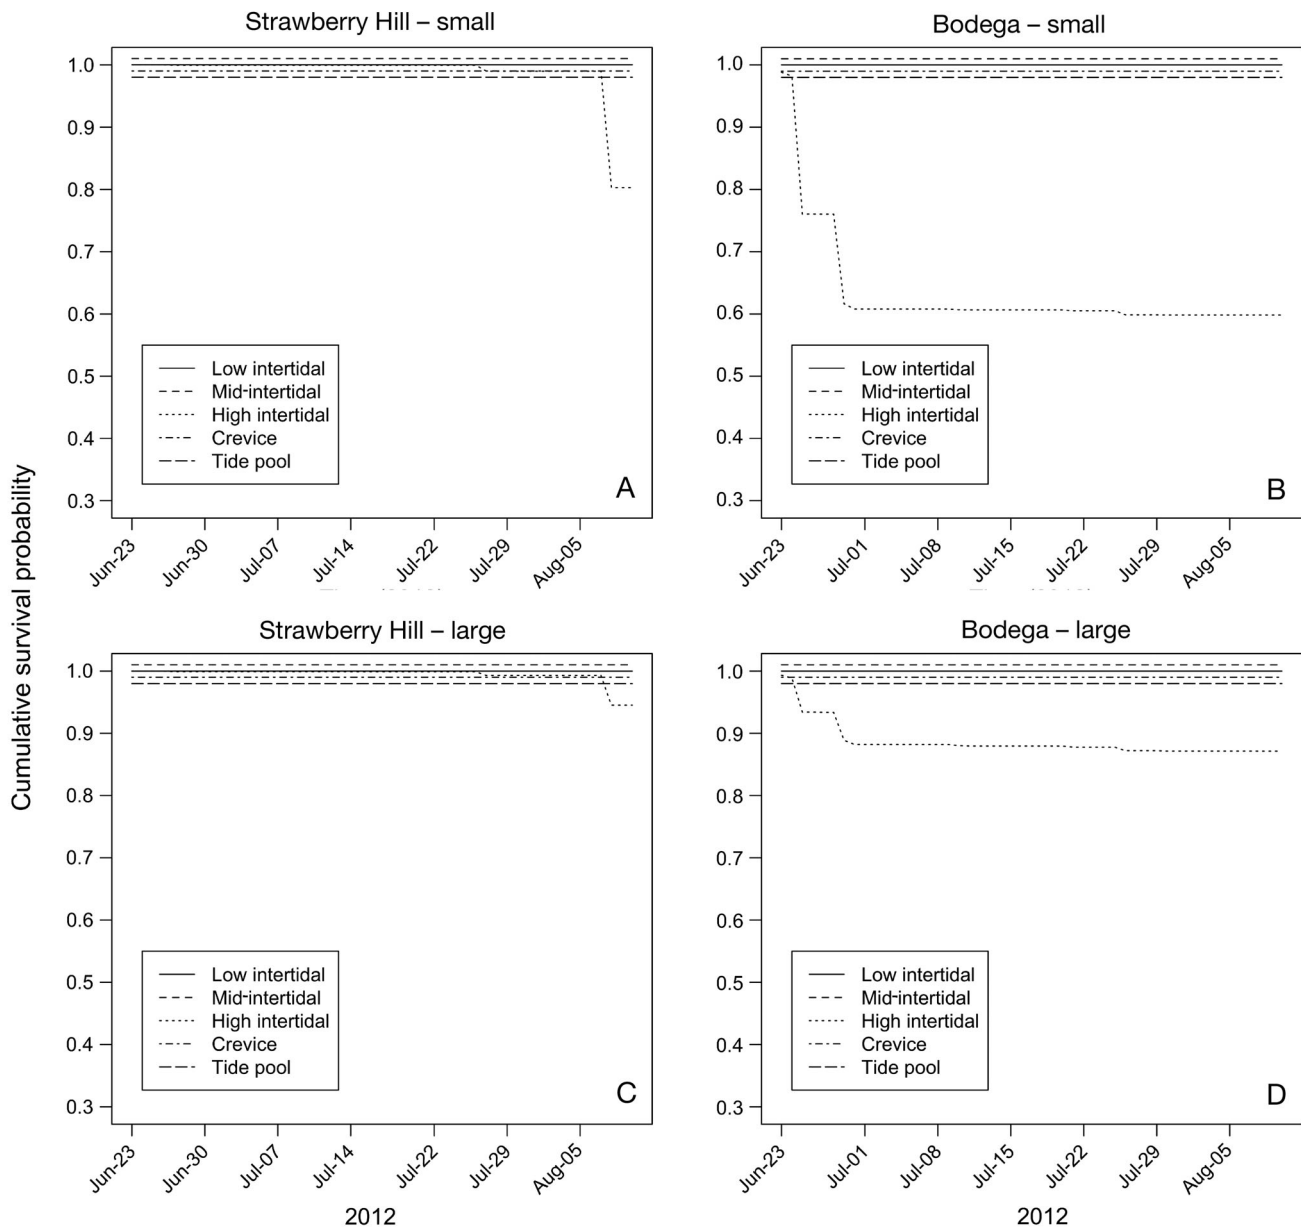 Strawberry Hill – small
1.0
0.9
0.8
0.7
0.6
0.5
0.4
0.3
Low intertidal
Mid-intertidal
High intertidal
Crevice
Tide pool
A
Jun-23
Jun-30
Jul-07
Jul-14
Jul-22
Jul-29
Aug-05
Bodega – small
1.0
0.9
0.8
0.7
0.6
0.5
0.4
0.3
Low intertidal
Mid-intertidal
High intertidal
Crevice
Tide pool
B
Jun-23
Jul-01
Jul-08
Jul-15
Jul-22
Jul-29
Aug-05
Cumulative survival probability
Strawberry Hill – large
1.0
0.9
0.8
0.7
0.6
0.5
0.4
0.3
Low intertidal
Mid-intertidal
High intertidal
Crevice
Tide pool
C
Jun-23
Jun-30
Jul-07
Jul-14
Jul-22
Jul-29
Aug-05
2012
Bodega – large
1.0
0.9
0.8
0.7
0.6
0.5
0.4
0.3
Low intertidal
Mid-intertidal
High intertidal
Crevice
Tide pool
D
Jun-23
Jul-01
Jul-08
Jul-15
Jul-22
Jul-29
Aug-05
2012